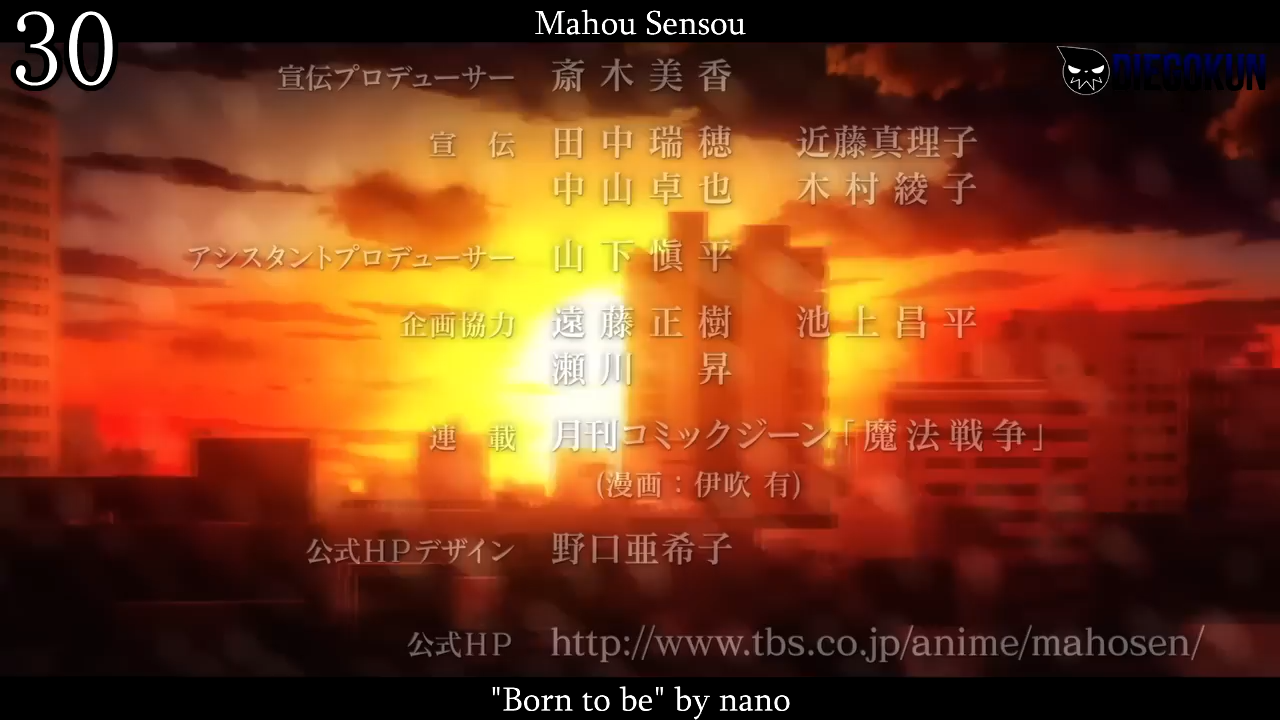 30
Mahou Sensou
DIEGOKUN
宣伝プロデューサー 斎木美香
宣伝 田中瑞穂 近藤真理子
中山卓也 木村綾子
アシスタントプロデューサー 山下愼平
企画協力 遠藤正樹 池上昌平
瀬川昇
連載 月刊コミックジーン「魔法戦争」
(漫画:伊吹 有)
公式HPデザイン 野口亜希子
公式HP http://www.tbs.co.jp/anime/mahosen/
"Born to be" by nano